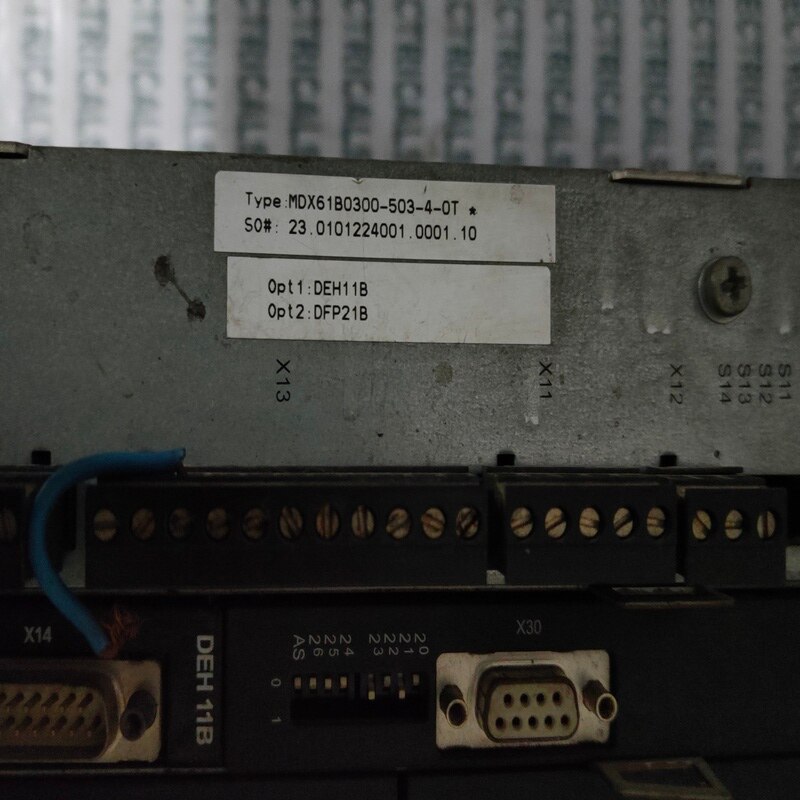 Type:MDX61B0300-503-4-0T *
SO#: 23.0101224001.0001.10
Opt1:DEH11B
Opt2:DFP21B
X13
X11
X12
S14
S13
S12
S11
X14
DEH 11B
AS
26
25
24
23
22
21
20
0
1
X30